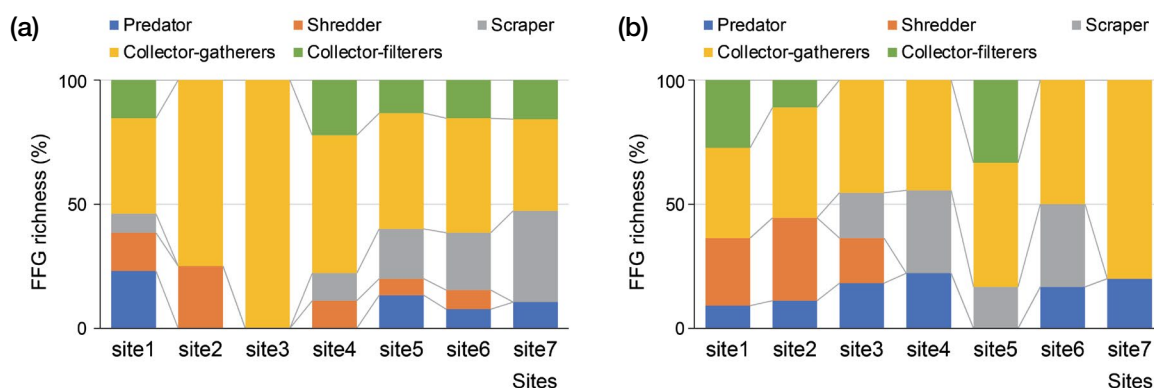 (a)
Predator Shredder Scraper
Collector-gatherers Collector-filterers
FFG richness (%)
100
50
0
site1 site2 site3 site4 site5 site6 site7
Sites
(b)
Predator Shredder Scraper
Collector-gatherers Collector-filterers
FFG richness (%)
100
50
0
site1 site2 site3 site4 site5 site6 site7
Sites